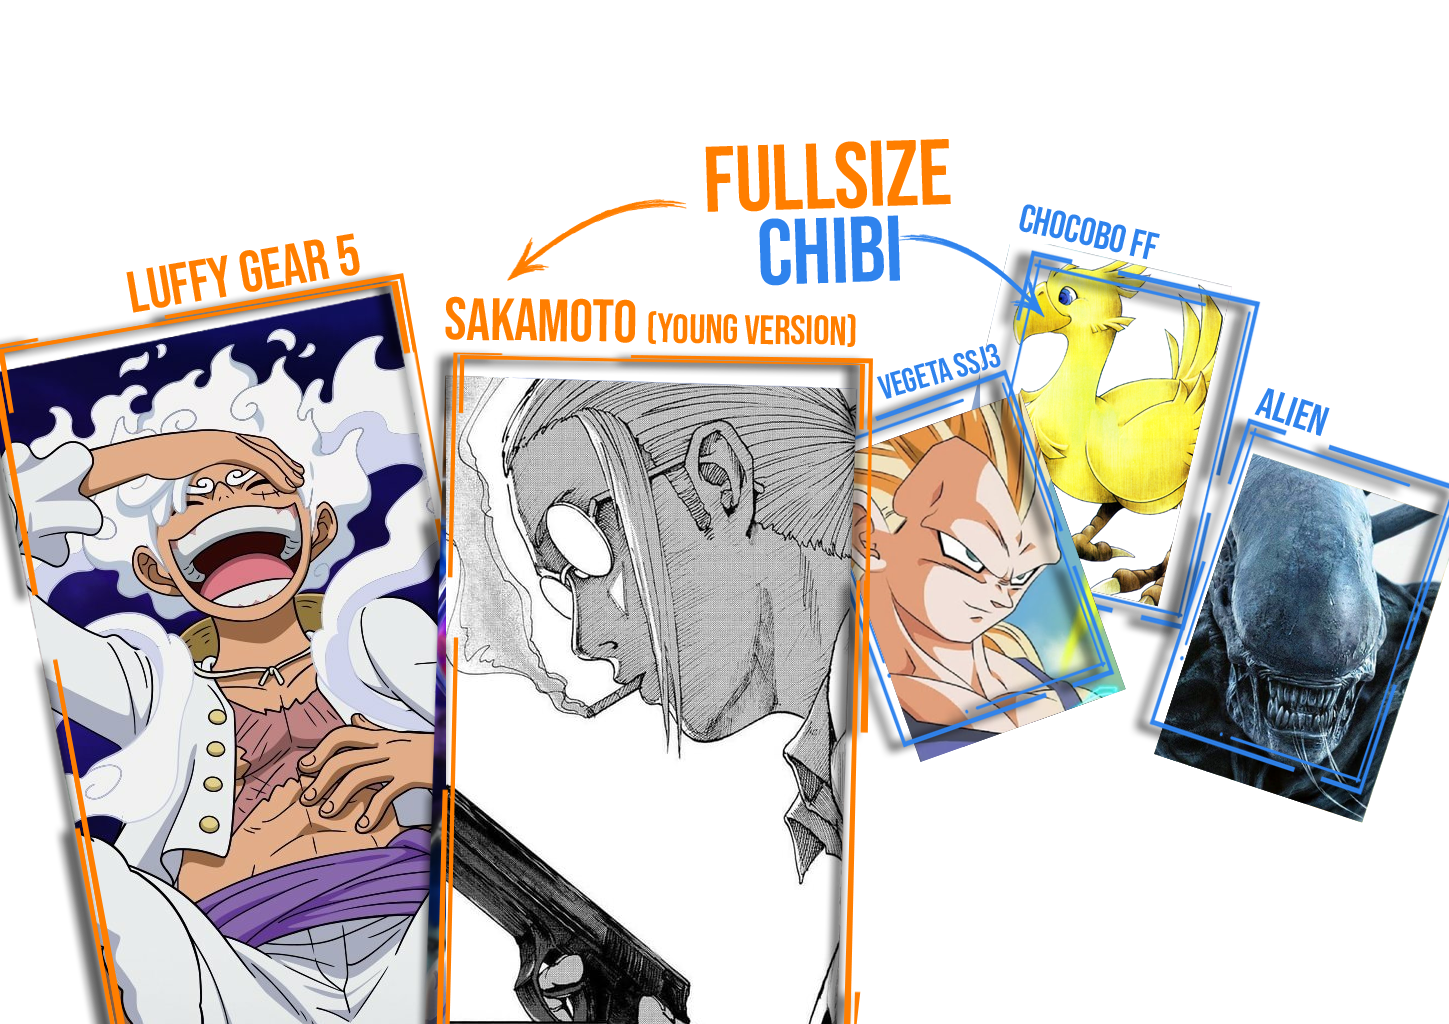 FULLSIZE
CHIBI
LUFFY GEAR 5
SAKAMOTO (YOUNG VERSION)
VEGETA SSJ3
CHOCOBO FF
ALIEN